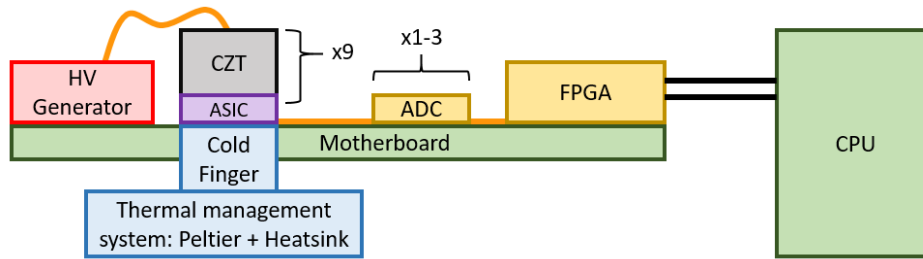 x9
x1-3
CZT
HV
Generator
ASIC
ADC
FPGA
Motherboard
Cold
Finger
CPU
Thermal management
system: Peltier + Heatsink